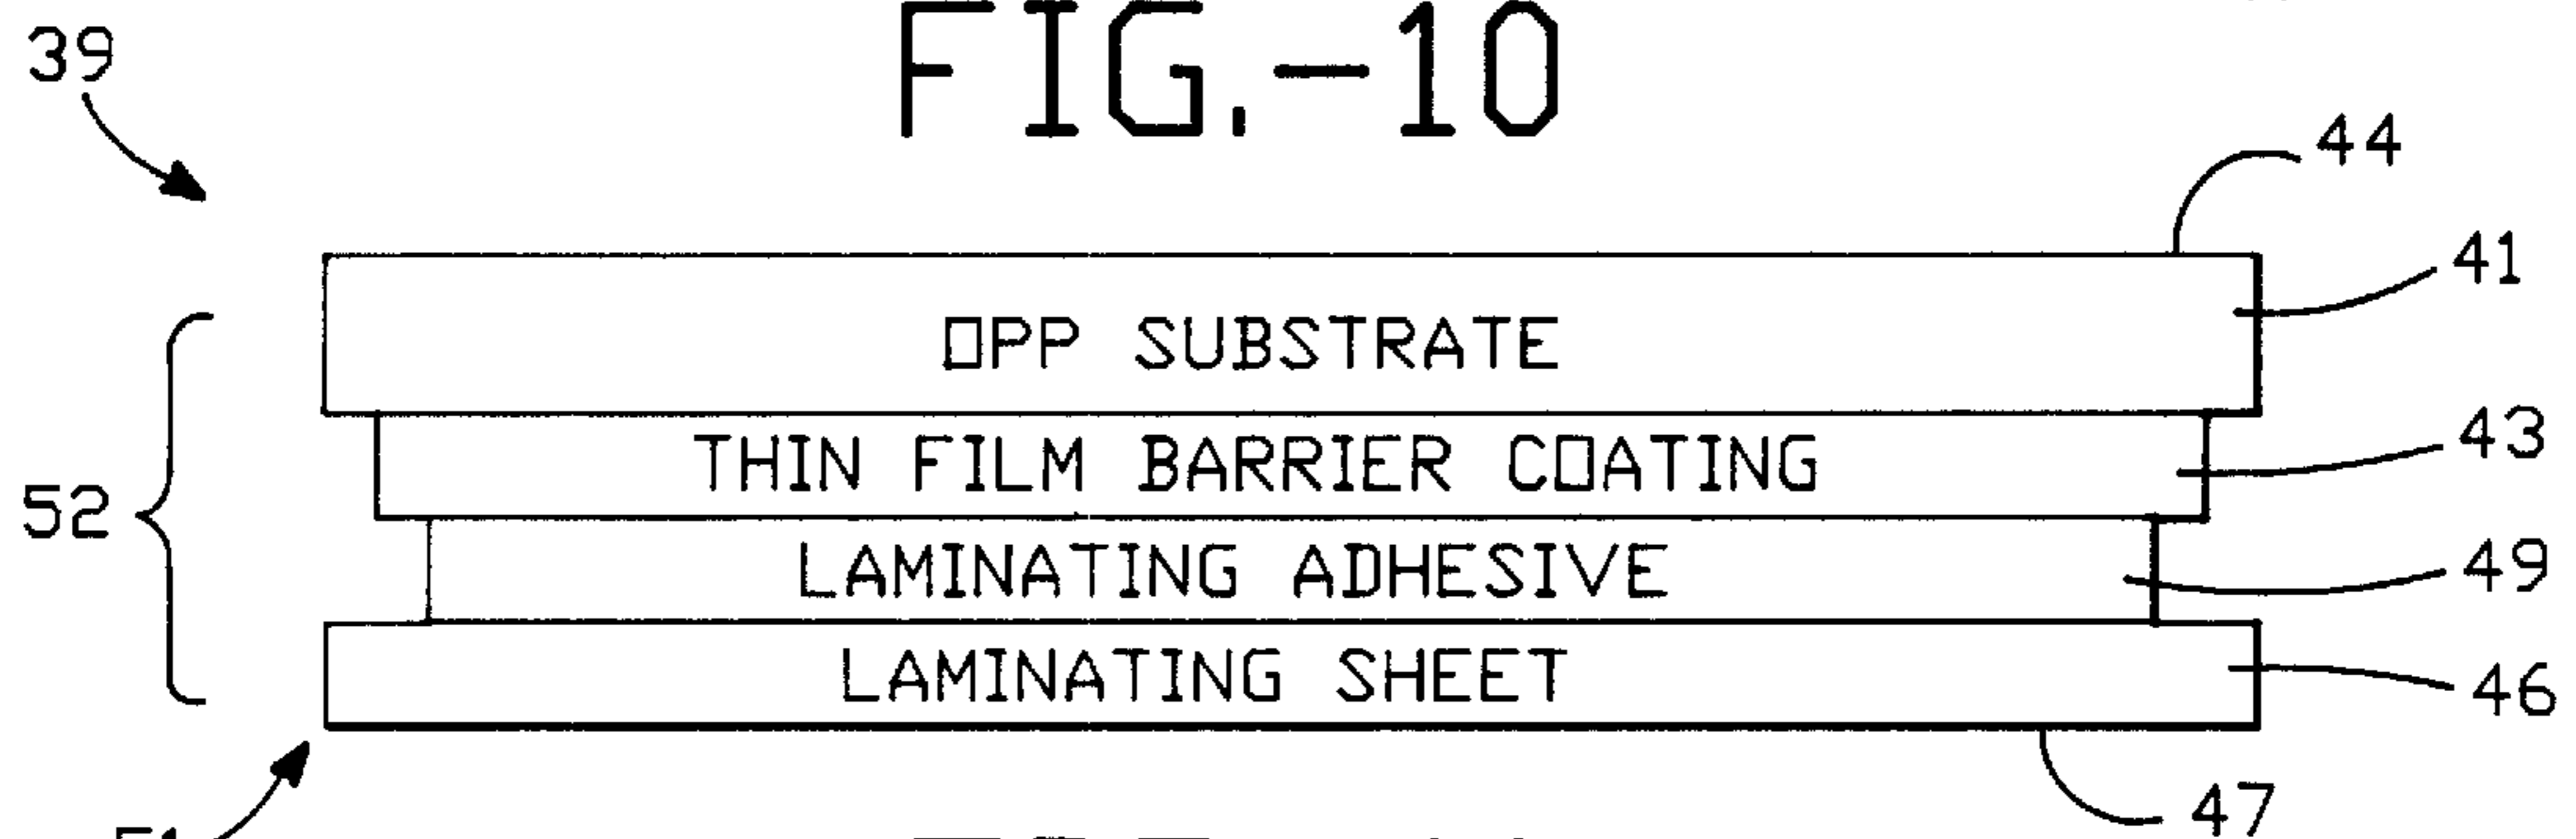 FIG.-10
39
44
41
OPP SUBSTRATE
43
THIN FILM BARRIER COATING
52
49
LAMINATING ADHESIVE
46
LAMINATING SHEET
47